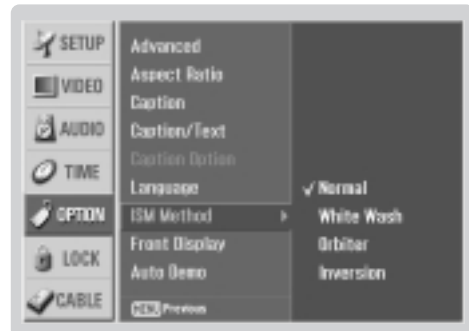 SETUP
VIDEO
AUDIO
TIME
OPTION
LOCK
CABLE
Advanced
Aspect Ratio
Caption
Caption/Text
Caption Option
Language
ISM Method
Front Display
Auto Demo
MENU Previous
Normal
White Wash
Orbiter
Inversion